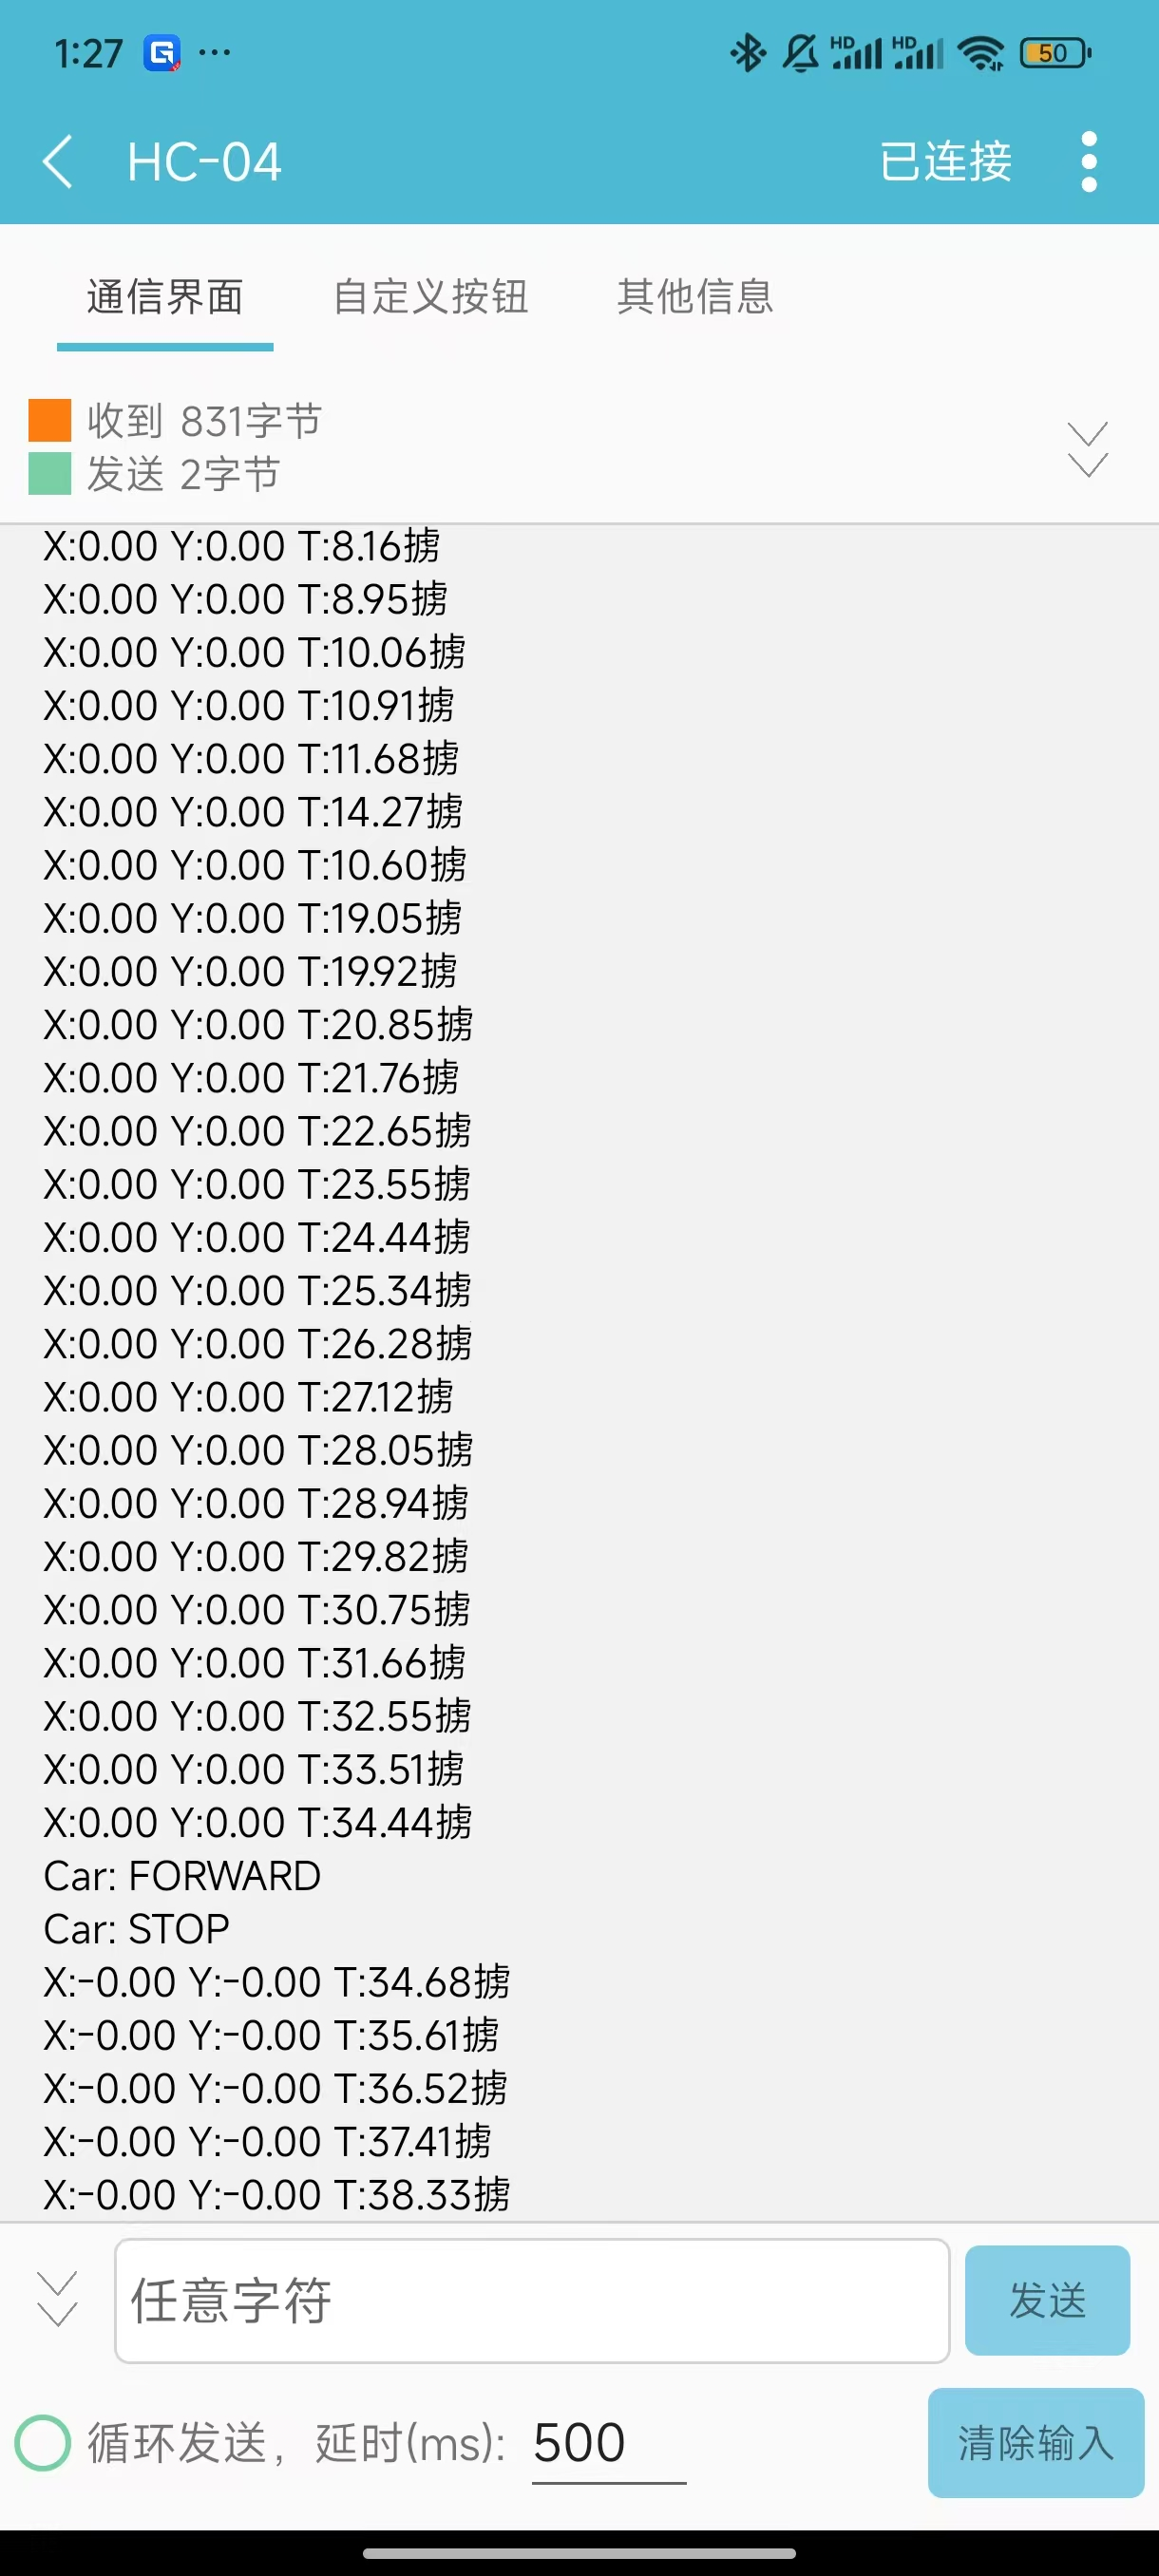 1:27
HD HD 50
HC-04 已连接
通信界面 自定义按钮 其他信息
收到 831字节
发送 2字节
X:0.00 Y:0.00 T:8.16掳
X:0.00 Y:0.00 T:8.95掳
X:0.00 Y:0.00 T:10.06掳
X:0.00 Y:0.00 T:10.91掳
X:0.00 Y:0.00 T:11.68掳
X:0.00 Y:0.00 T:14.27掳
X:0.00 Y:0.00 T:10.60掳
X:0.00 Y:0.00 T:19.05掳
X:0.00 Y:0.00 T:19.92掳
X:0.00 Y:0.00 T:20.85掳
X:0.00 Y:0.00 T:21.76掳
X:0.00 Y:0.00 T:22.65掳
X:0.00 Y:0.00 T:23.55掳
X:0.00 Y:0.00 T:24.44掳
X:0.00 Y:0.00 T:25.34掳
X:0.00 Y:0.00 T:26.28掳
X:0.00 Y:0.00 T:27.12掳
X:0.00 Y:0.00 T:28.05掳
X:0.00 Y:0.00 T:28.94掳
X:0.00 Y:0.00 T:29.82掳
X:0.00 Y:0.00 T:30.75掳
X:0.00 Y:0.00 T:31.66掳
X:0.00 Y:0.00 T:32.55掳
X:0.00 Y:0.00 T:33.51掳
X:0.00 Y:0.00 T:34.44掳
Car: FORWARD
Car: STOP
X:-0.00 Y:-0.00 T:34.68掳
X:-0.00 Y:-0.00 T:35.61掳
X:-0.00 Y:-0.00 T:36.52掳
X:-0.00 Y:-0.00 T:37.41掳
X:-0.00 Y:-0.00 T:38.33掳
任意字符 发送
循环发送，延时(ms): 500 清除输入